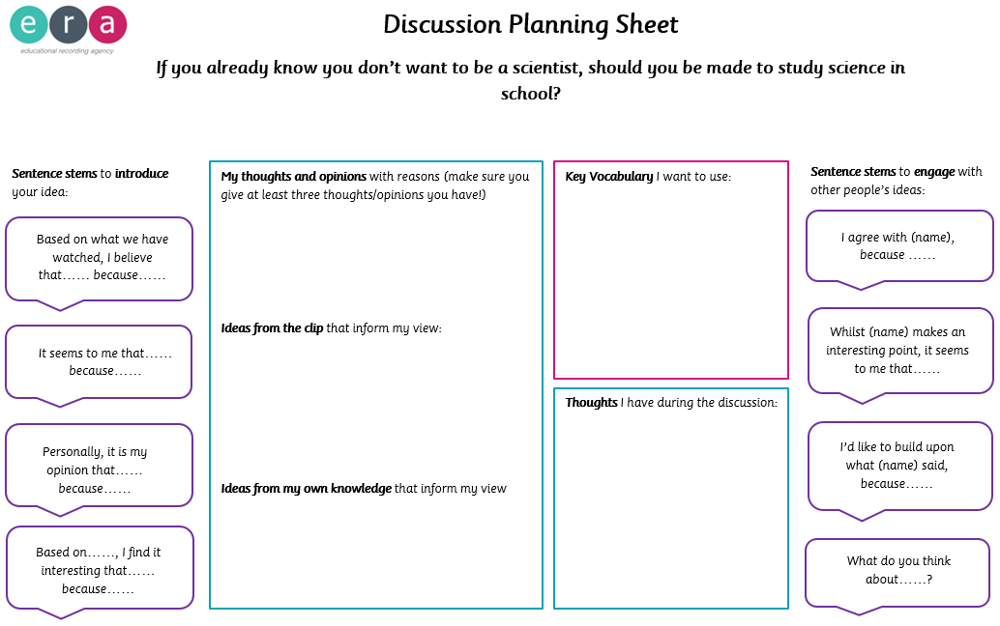 era
educational recording agency
Discussion Planning Sheet
If you already know you don't want to be a scientist, should you be made to study science in
school?
Sentence stems to introduce
your idea:
Based on what we have
watched, I believe
that...... because......
It seems to me that......
because......
Personally, it is my
opinion that......
because......
Based on......, I find it
interesting that......
because......
My thoughts and opinions with reasons (make sure you
give at least three thoughts/opinions you have!)
Ideas from the clip that inform my view:
Ideas from my own knowledge that inform my view
Key Vocabulary I want to use:
Thoughts I have during the discussion:
Sentence stems to engage with
other people's ideas:
I agree with (name),
because ......
Whilst (name) makes an
interesting point, it seems
to me that......
I'd like to build upon
what (name) said,
because......
What do you think
about......?